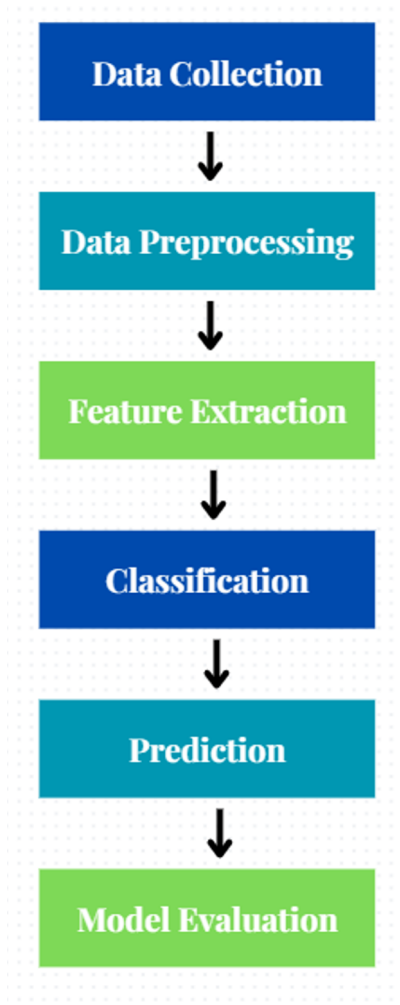 Data Collection
Data Preprocessing
Feature Extraction
Classification
Prediction
Model Evaluation